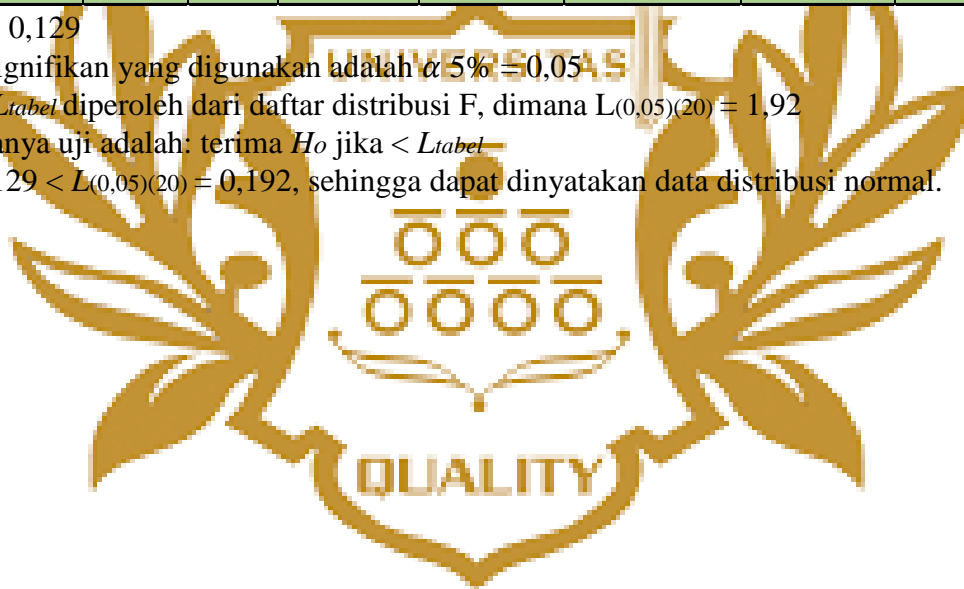 0,129
ignifikan yang digunakan adalah α 5% = 0,05
Ltabel diperoleh dari daftar distribusi F, dimana L(0,05)(20) = 1,92
anya uji adalah: terima Ho jika < Ltabel
129 < L(0,05)(20) = 0,192, sehingga dapat dinyatakan data distribusi normal.
UNIVERSITAS
QUALITY